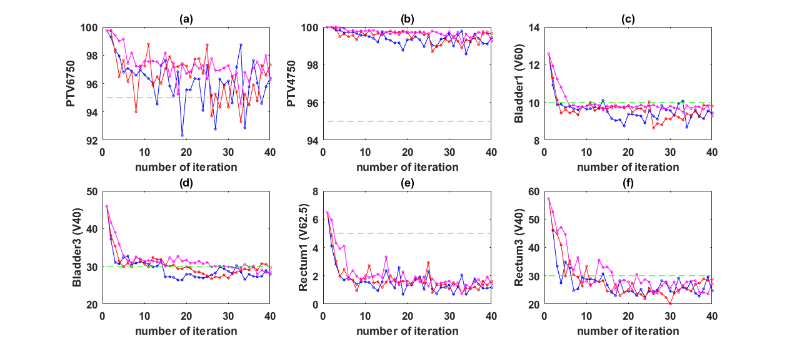 (a)
100
98
96
94
92
PTV6750
0 10 20 30 40
number of iteration
(b)
100
98
96
94
PTV4750
0 10 20 30 40
number of iteration
(c)
14
12
10
8
Bladder1 (V60)
0 10 20 30 40
number of iteration
(d)
50
40
30
20
Bladder3 (V40)
0 10 20 30 40
number of iteration
(e)
8
6
4
2
0
Rectum1 (V62.5)
0 10 20 30 40
number of iteration
(f)
60
50
40
30
20
Rectum3 (V40)
0 10 20 30 40
number of iteration